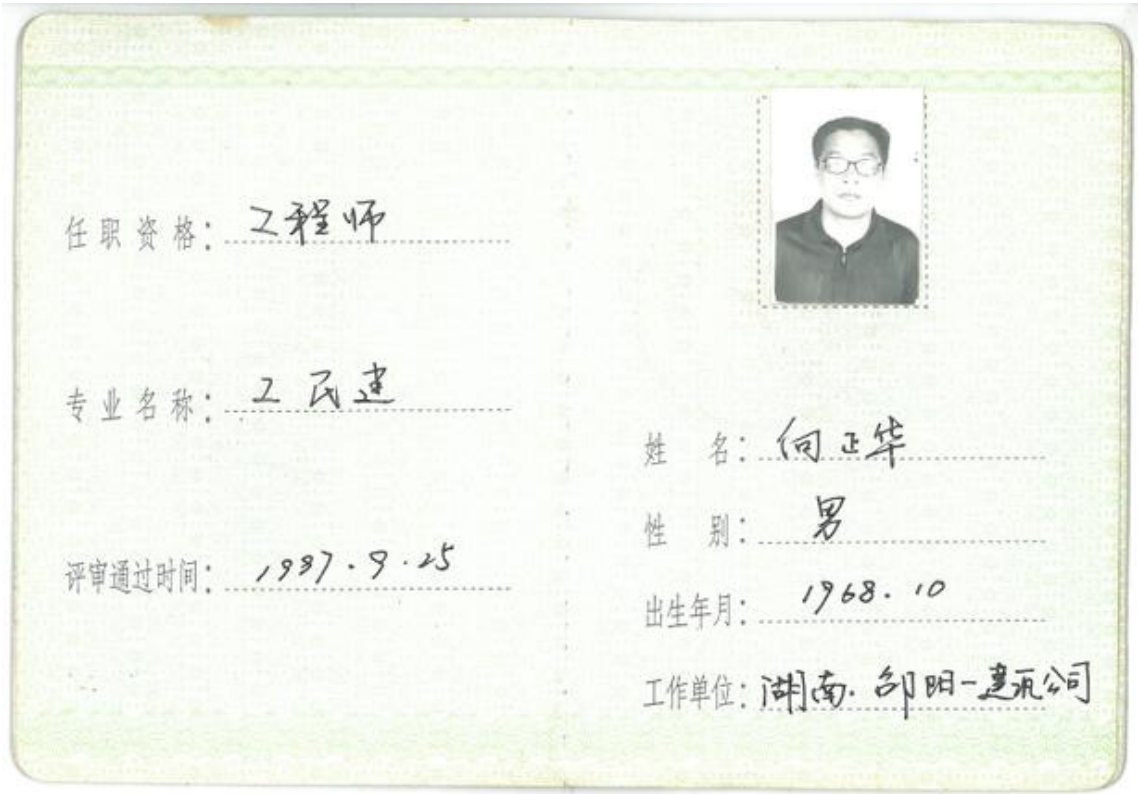 任职资格：工程师
专业名称：工民建
评审通过时间：1997.9.25
姓名：何正华
性别：男
出生年月：1968.10
工作单位：湖南.邵阳一建筑公司